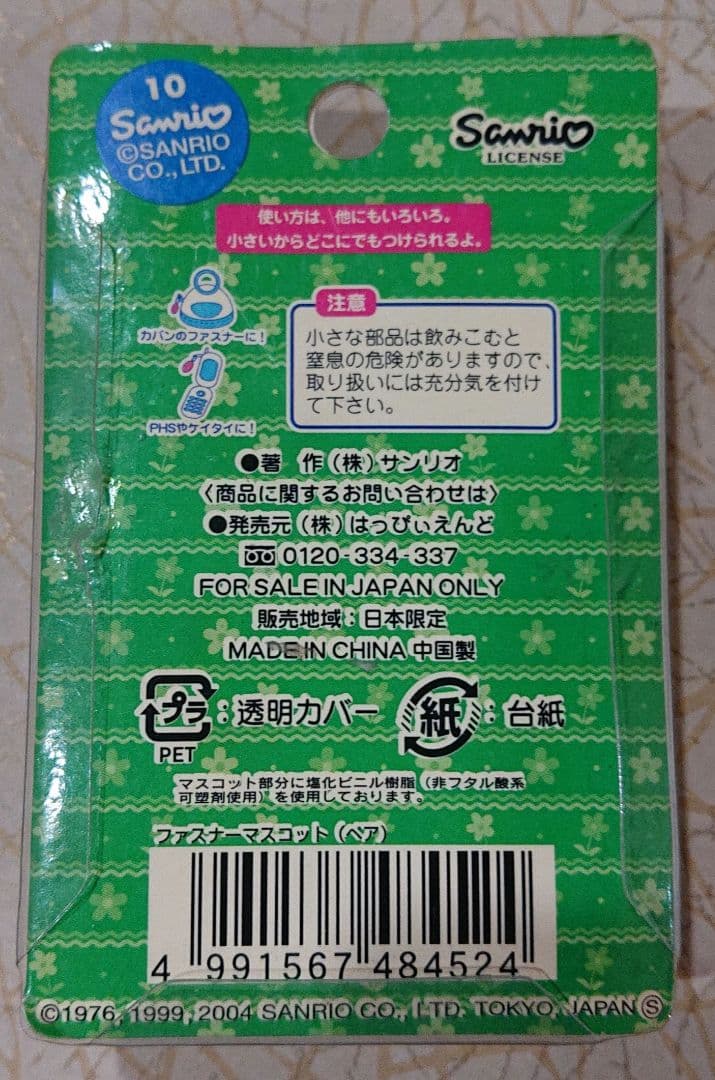 10
Sanrio
©SANRIO
CO., LTD.
Sanrio
LICENSE
使い方は、他にもいろいろ。
小さいからどこにでもつけられるよ。
カバンのファスナーに!
PHSやケイタイに!
注意
小さな部品は飲みこむと
窒息の危険がありますので、
取り扱いには充分気を付け
て下さい。
●著 作(株)サンリオ
〈商品に関するお問い合わせは〉
●発売元(株)はっぴぃえんど
0120-334-337
FOR SALE IN JAPAN ONLY
販売地域:日本限定
MADE IN CHINA 中国製
プラ:透明カバー 紙:台紙
PET
マスコット部分に塩化ビニル樹脂(非フタル酸系
可塑剤使用)を使用しております。
ファスナーマスコット(ペア)
4 991567 484524
©1976, 1999, 2004 SANRIO CO., LTD. TOKYO, JAPAN Ⓢ